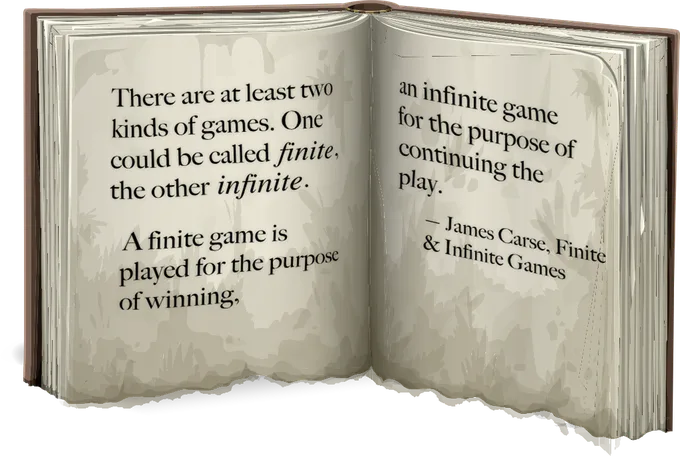 There are at least two
kinds of games. One
could be called finite,
the other infinite.
A finite game is
played for the purpose
of winning,
an infinite game
for the purpose of
continuing the
play.
— James Carse, Finite
& Infinite Games